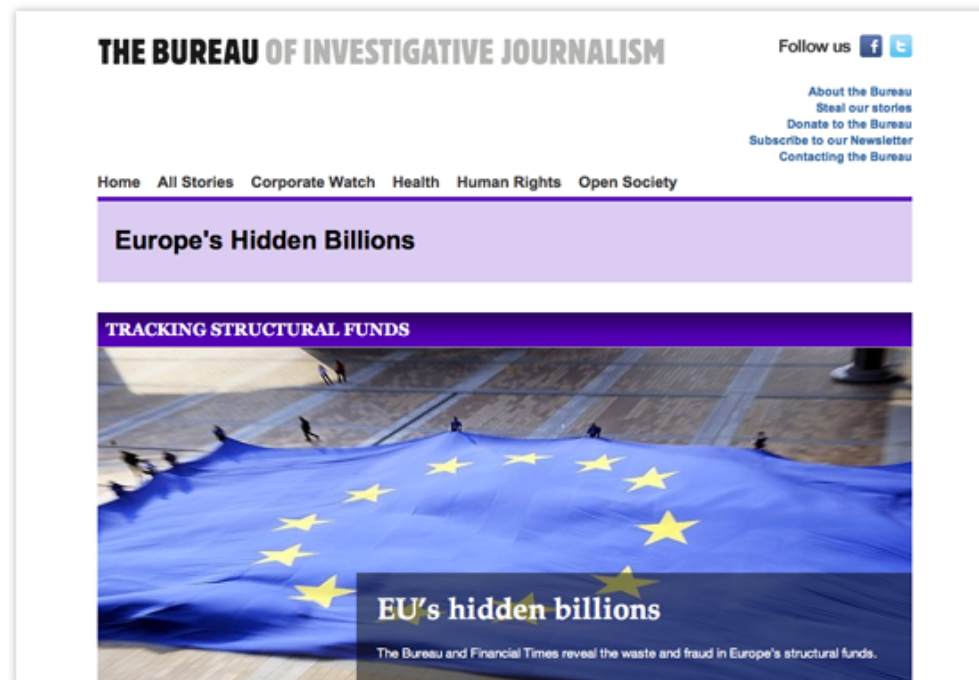 THE BUREAU OF INVESTIGATIVE JOURNALISM
Follow us
About the Bureau
Steal our stories
Donate to the Bureau
Subscribe to our Newsletter
Contacting the Bureau
Home All Stories Corporate Watch Health Human Rights Open Society
Europe's Hidden Billions
TRACKING STRUCTURAL FUNDS
EU's hidden billions
The Bureau and Financial Times reveal the waste and fraud in Europe's structural funds.